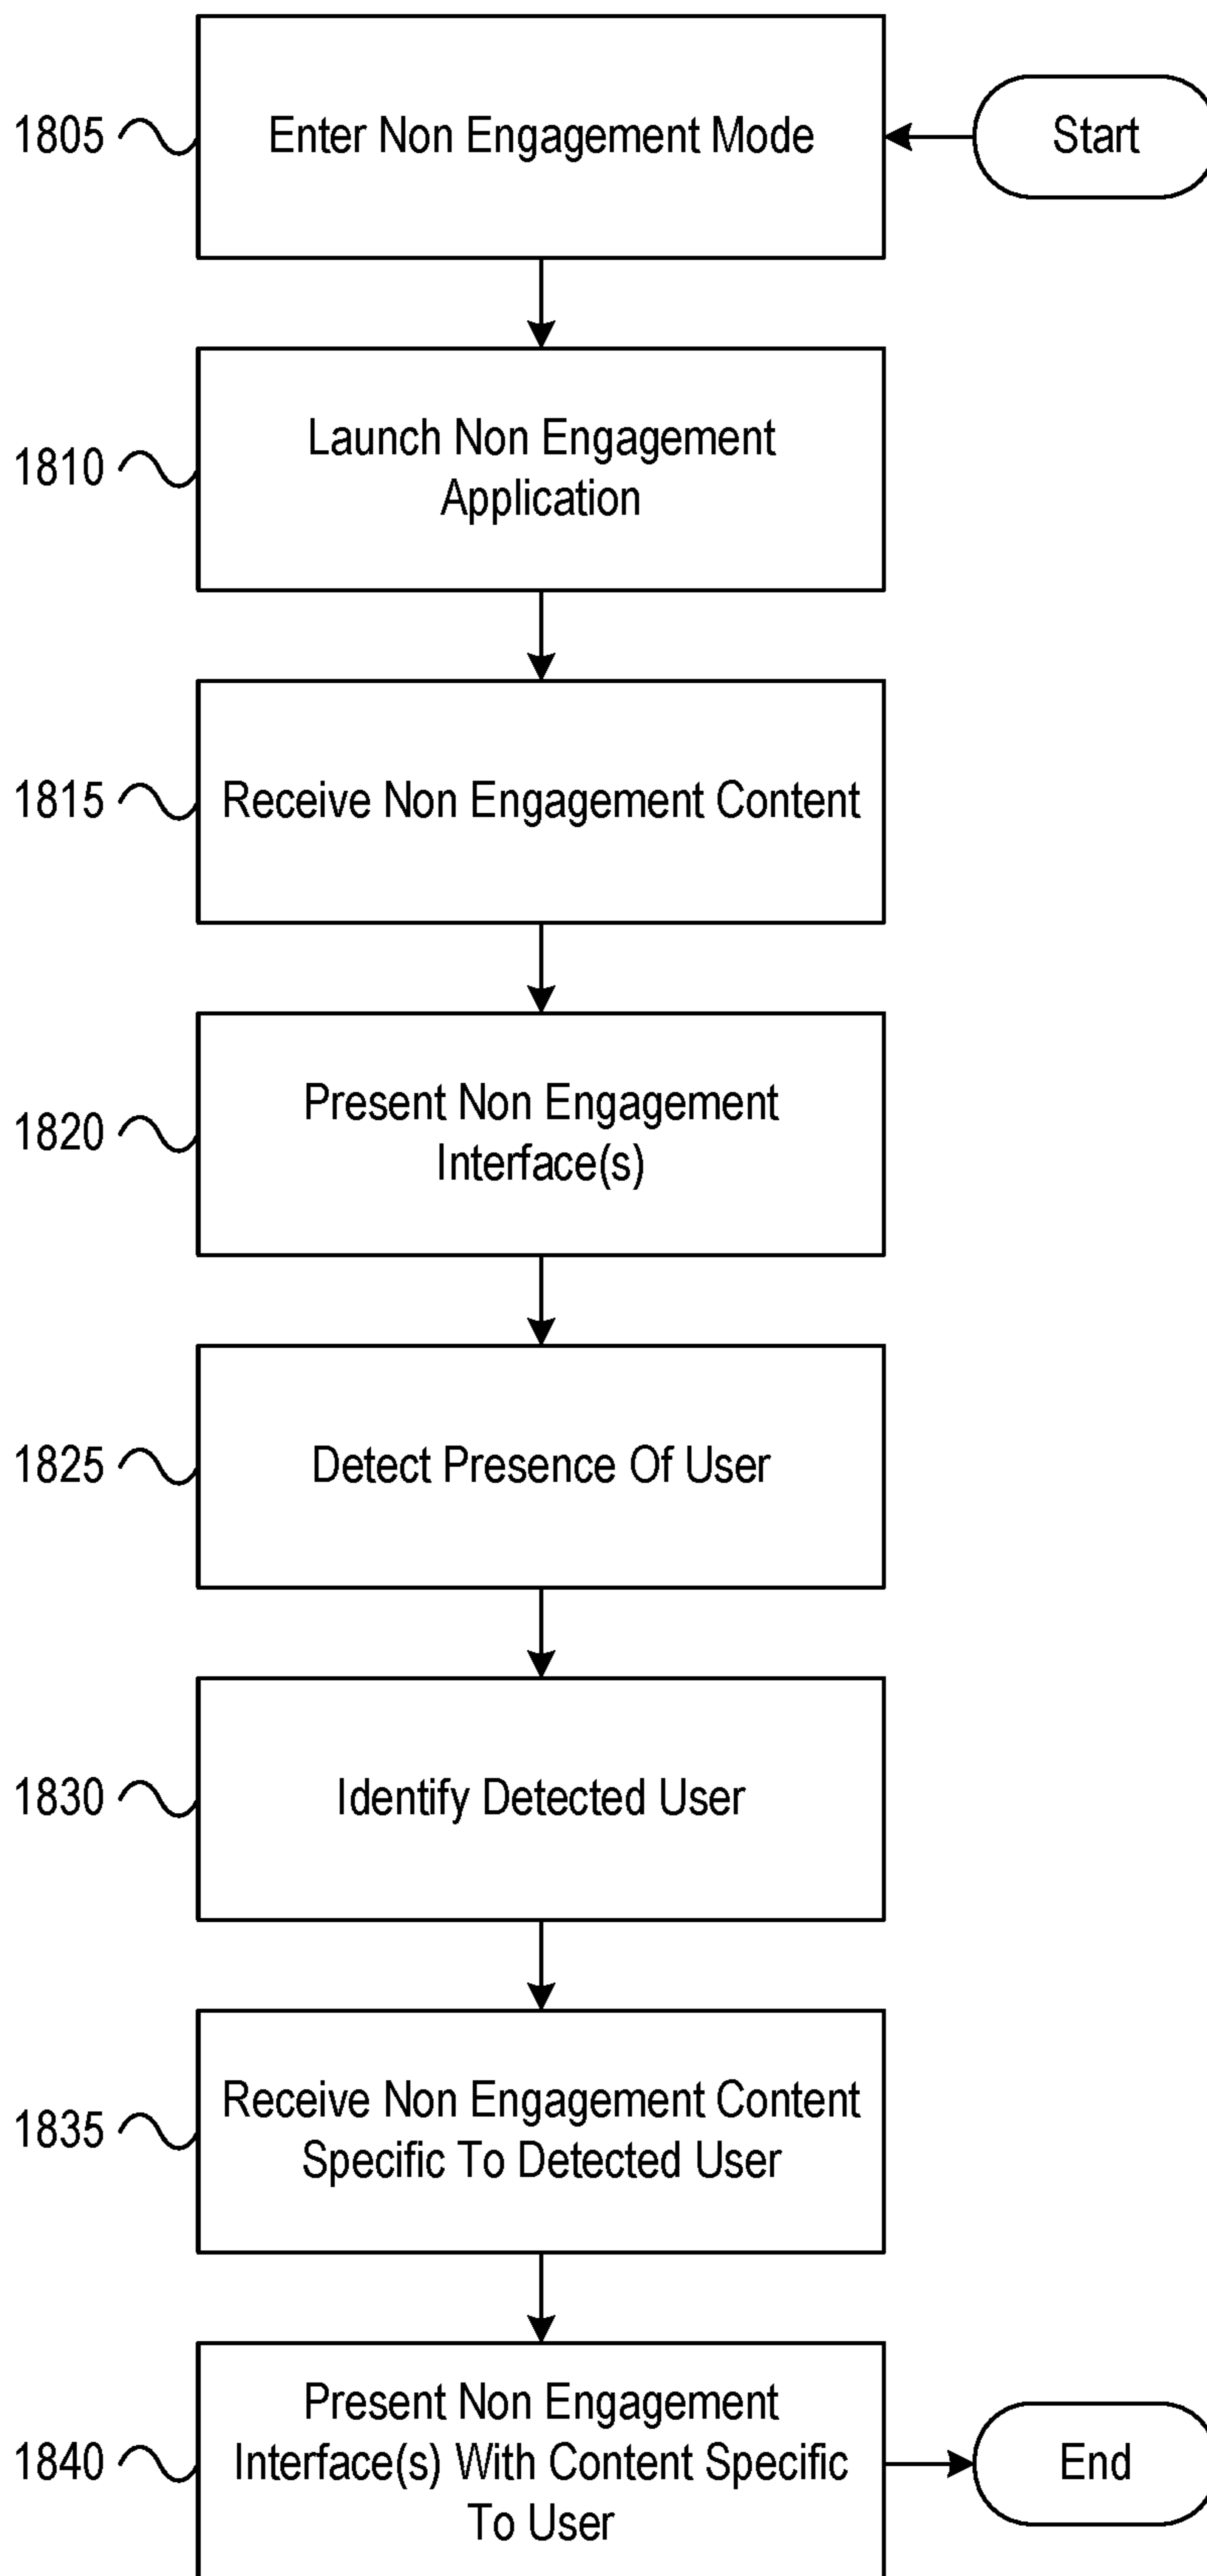 1805
Enter Non Engagement Mode
Start
1810
Launch Non Engagement
Application
1815
Receive Non Engagement Content
1820
Present Non Engagement
Interface(s)
1825
Detect Presence Of User
1830
Identify Detected User
1835
Receive Non Engagement Content
Specific To Detected User
1840
Present Non Engagement
Interface(s) With Content Specific
To User
End